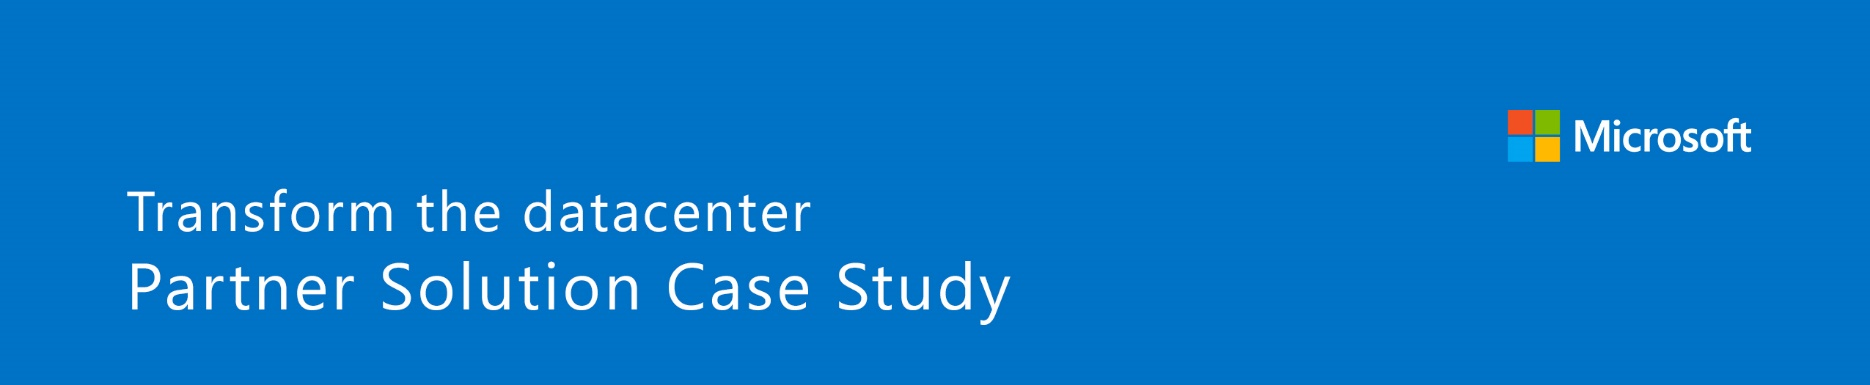 Microsoft
Transform the datacenter
Partner Solution Case Study